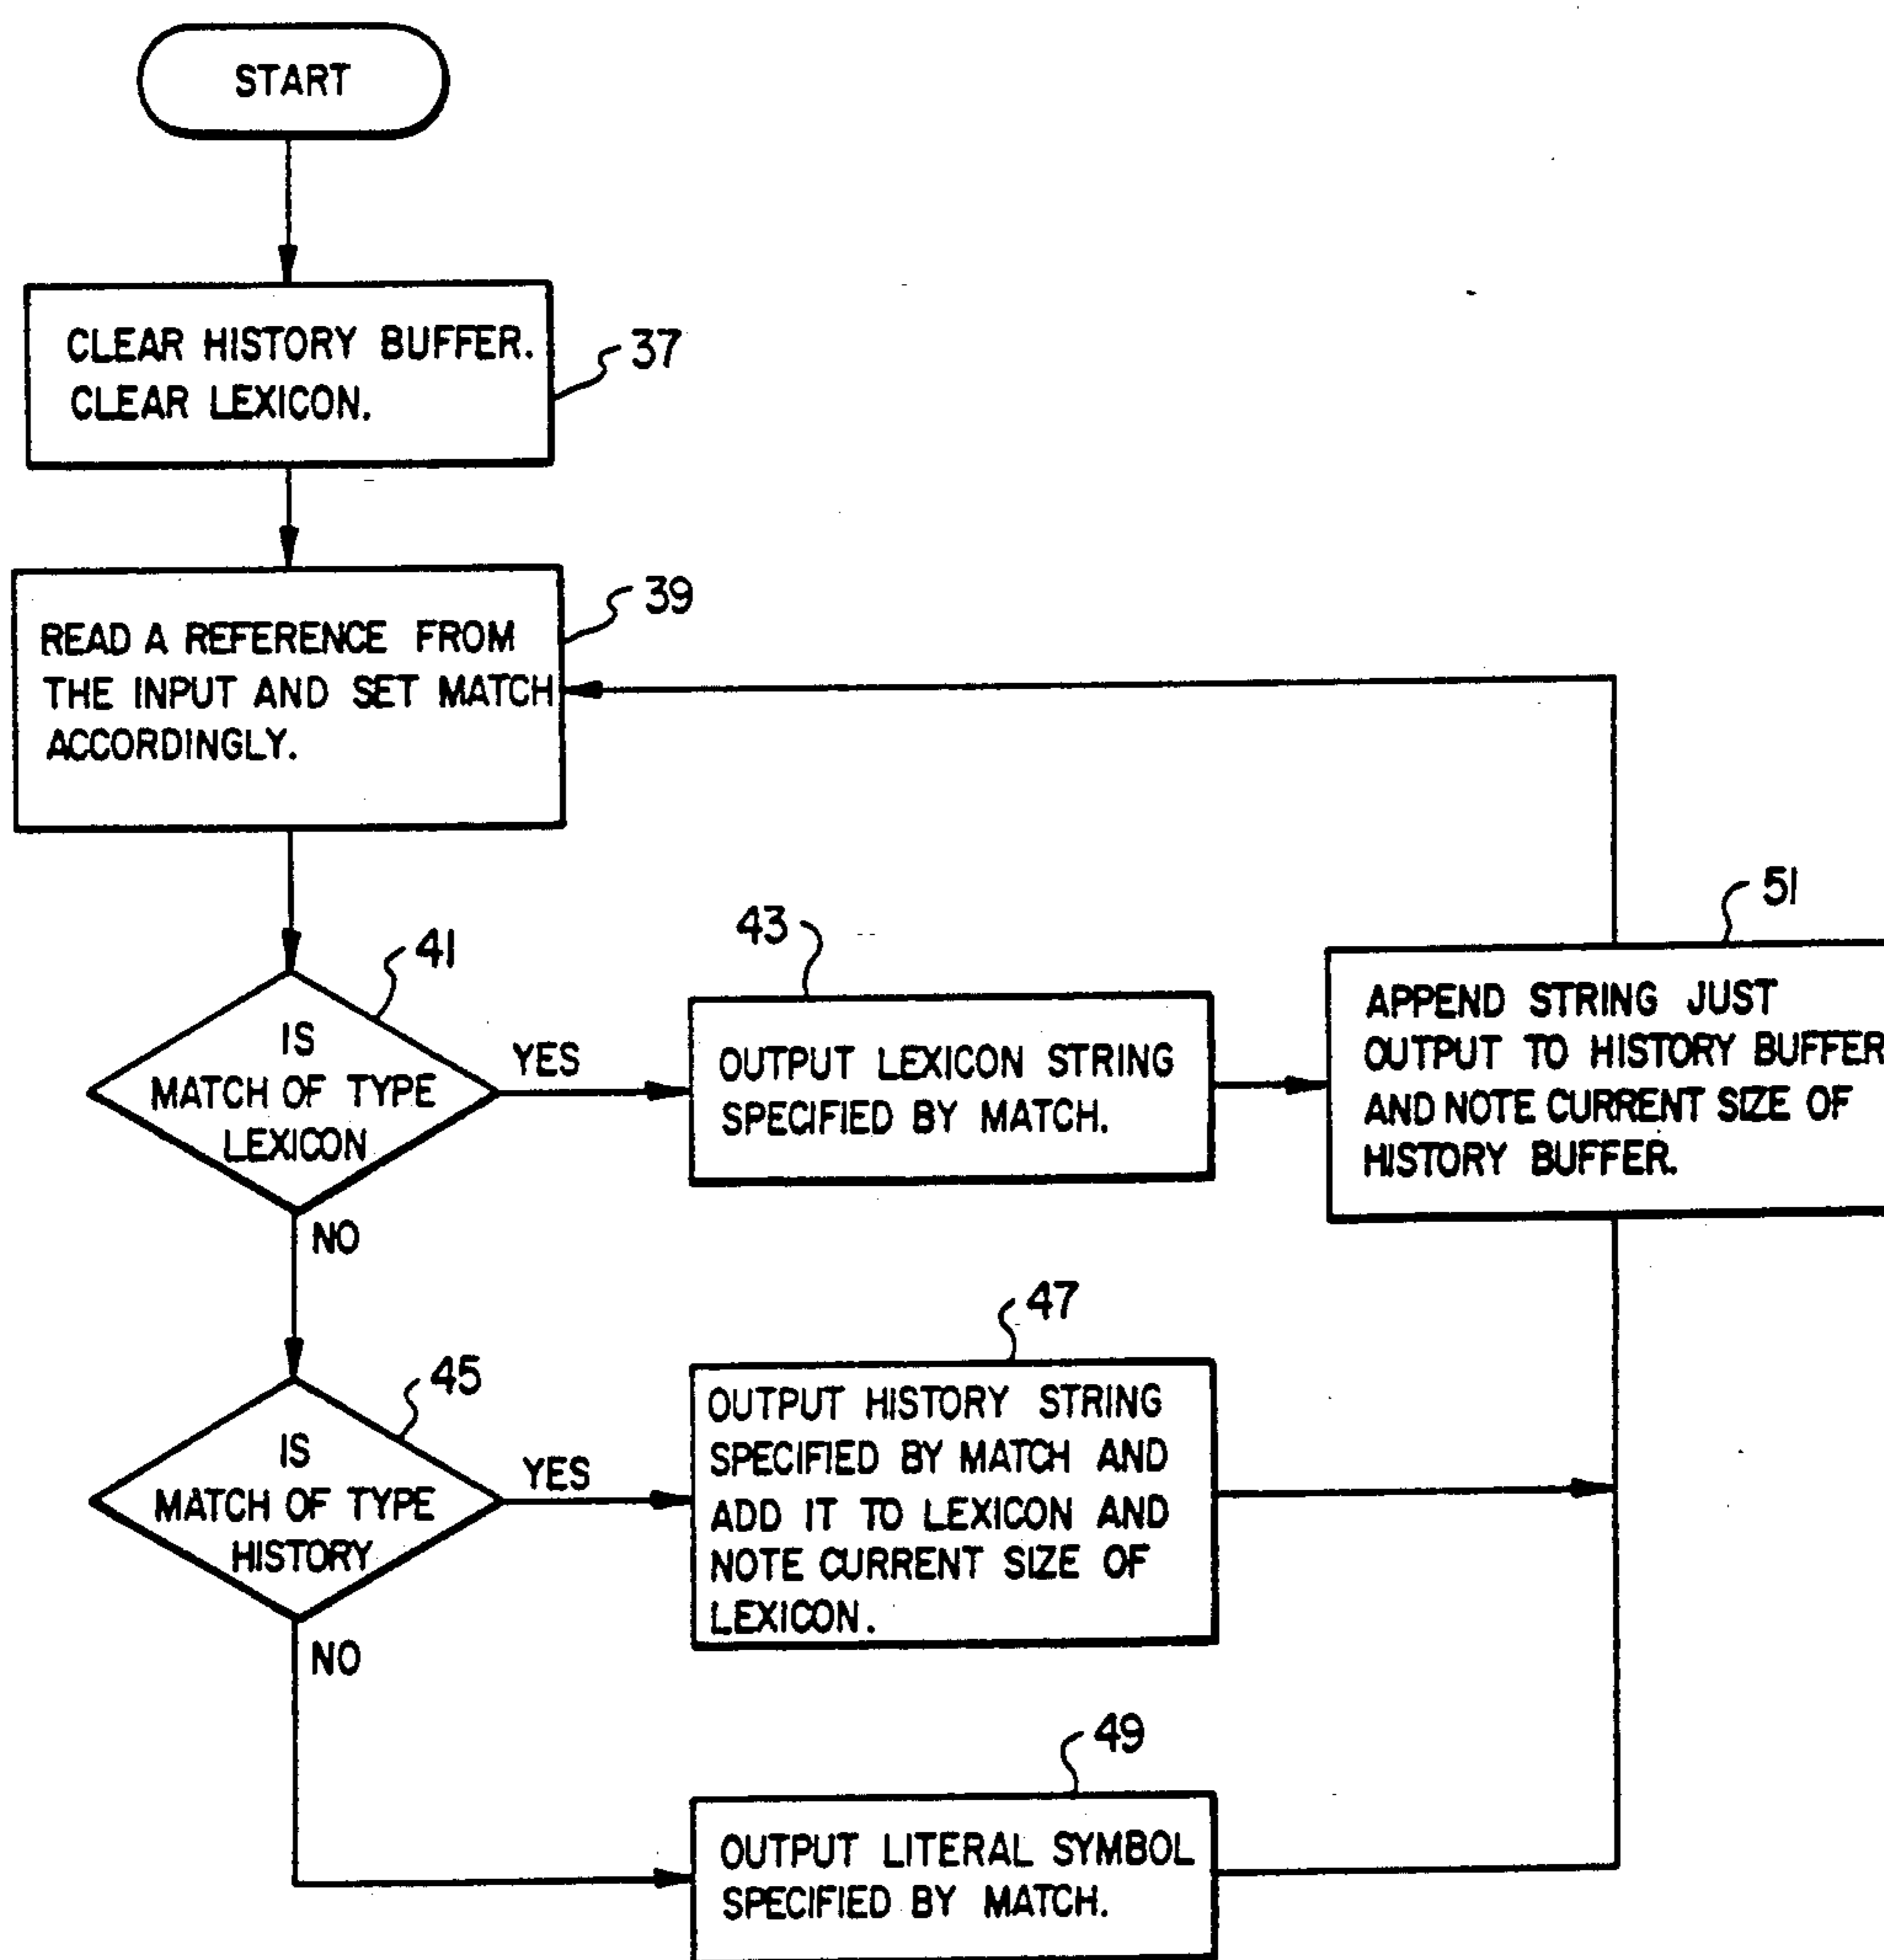 START
CLEAR HISTORY BUFFER.
CLEAR LEXICON.
37
READ A REFERENCE FROM
THE INPUT AND SET MATCH
ACCORDINGLY.
39
IS
MATCH OF TYPE
LEXICON
41
YES
NO
OUTPUT LEXICON STRING
SPECIFIED BY MATCH.
43
APPEND STRING JUST
OUTPUT TO HISTORY BUFFER
AND NOTE CURRENT SIZE OF
HISTORY BUFFER.
51
IS
MATCH OF TYPE
HISTORY
45
YES
NO
OUTPUT HISTORY STRING
SPECIFIED BY MATCH AND
ADD IT TO LEXICON AND
NOTE CURRENT SIZE OF
LEXICON.
47
OUTPUT LITERAL SYMBOL
SPECIFIED BY MATCH.
49